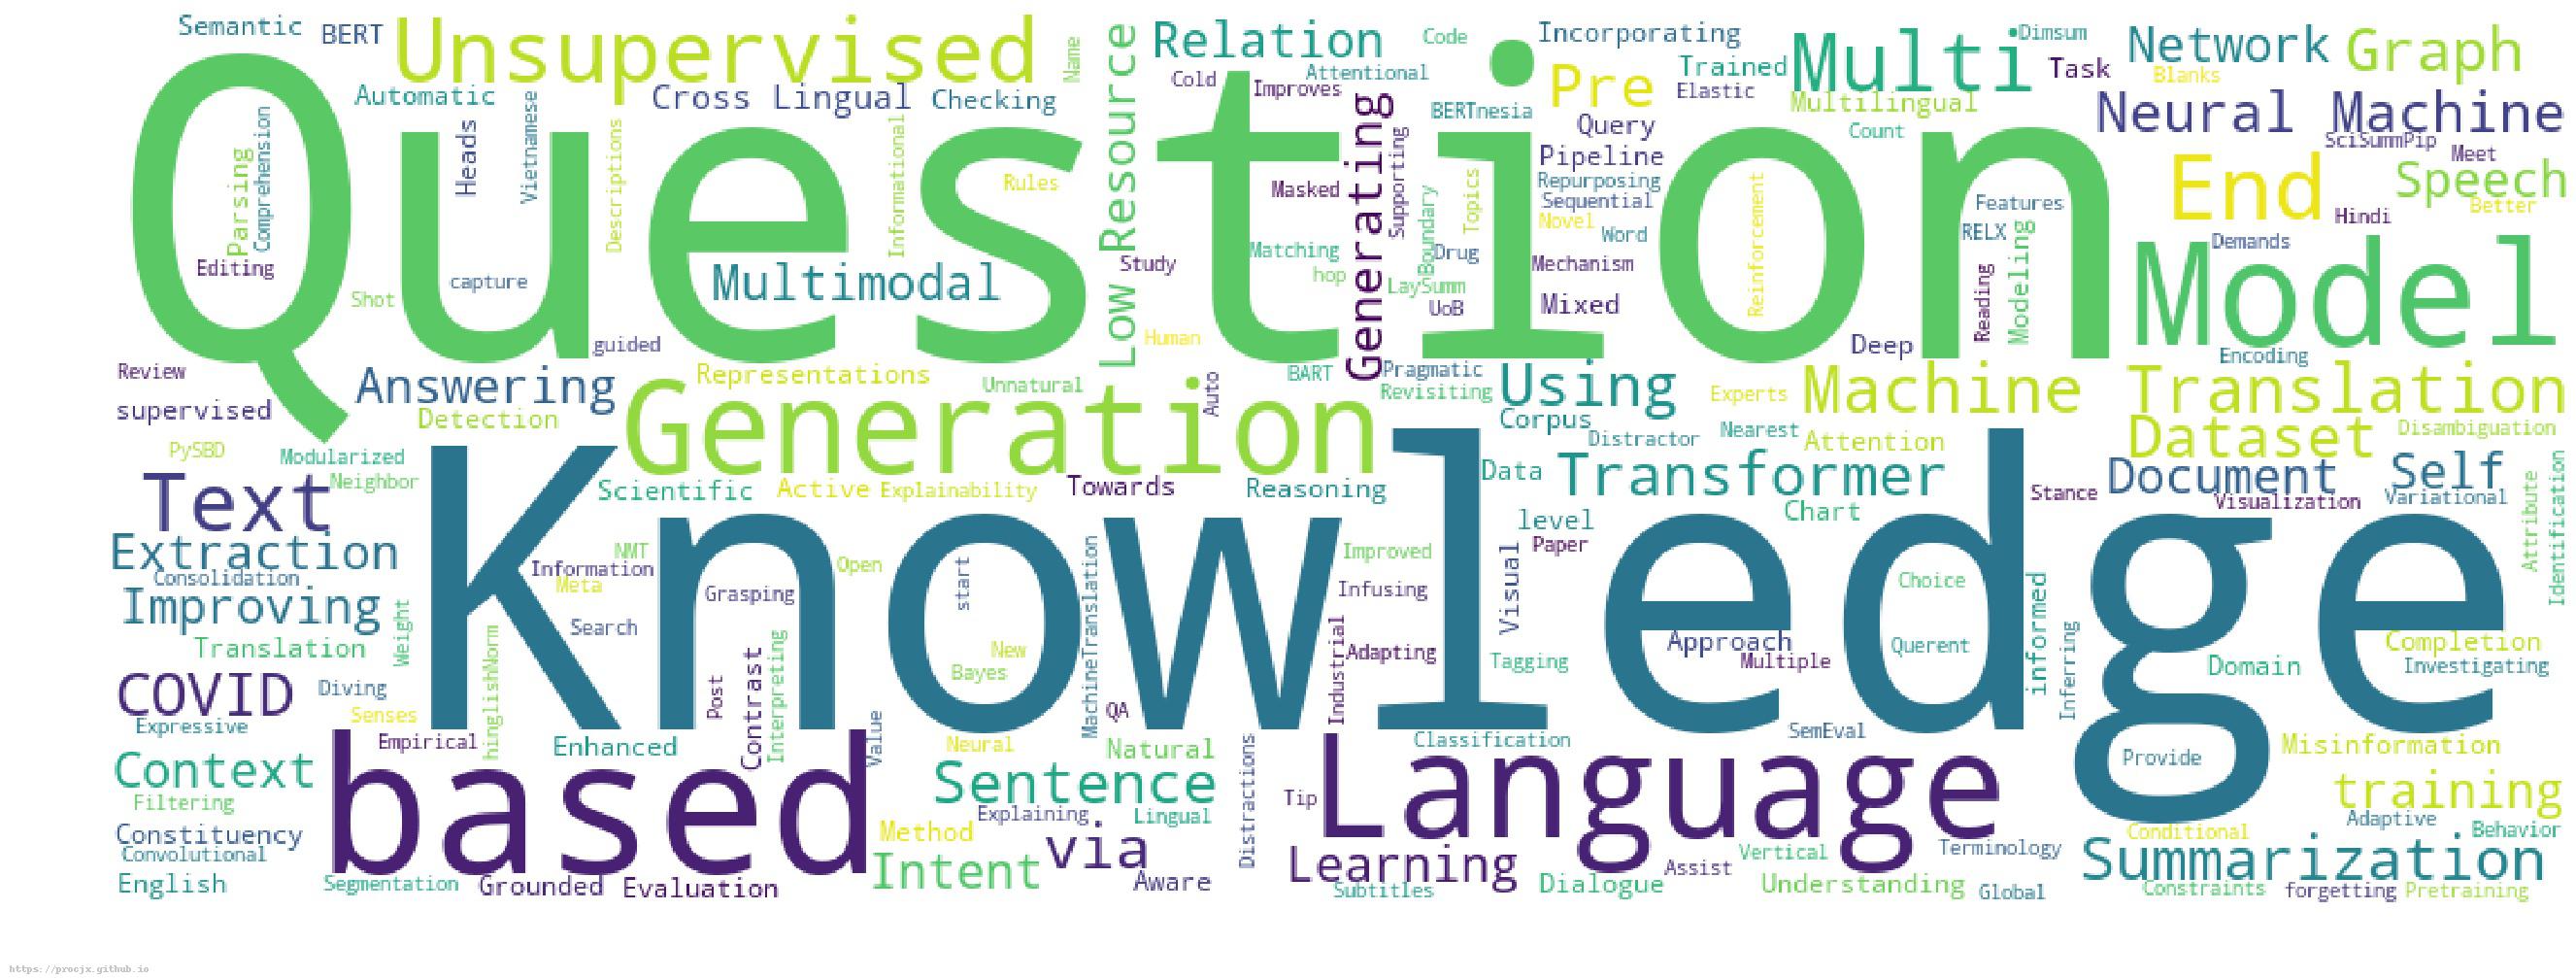 Semantic
BERT
Unsupervised
Name
Low Resource
Relation
Code
Incorporating
Multi
Dimsum
Network
Graph
Automatic
Vietnamese
Cross Lingual
Checking
Cold
Improves
Attentional
Generating
BERTnesia
Pre
Trained
Elastic
Task
Blanks
Multilingual
Neural Machine
Question
Parsing
Comprehension
Heads
Descriptions
Informational
Rules
Masked
Supporting
Topics
Query
Pipeline
Repurposing
Sequential
Novel
Word
Count
SciSummPip
Meet
End
Speech
Better
Hindi
Reinforcement
Features
RELX
Modeling
Demands
Editing
capture
Shot
Multimodal
Study
Matching
hop
Boundary
Drug
LaySumm
UoB
Mechanism
Mixed
Reading
Model
guided
Human
Deep
Encoding
Review
supervised
Answering
Detection
Representations
Unnatural
Auto
BART
Pragmatic
Revisiting
Using
Corpus
Experts
Machine
Translation
Generation
Distractor
Nearest
Attention
Dataset
Disambiguation
PySBD
Modularized
Neighbor
Text
Scientific
Active
Explainability
Towards
Reasoning
Data
Transformer
Document
Self
Stance
Visualization
Variational
Chart
level
Paper
Knowledge
Extraction
Consolidation
Improving
Weight
Translation
Information
NMT
Meta
Grasping
Search
Open
start
New
Bayes
MachineTranslation
Improved
Infusing
Industrial
Adapting
Visual
Tagging
Approach
Multiple
Choice
Querent
informed
Inferring
Attribute
Identification
Completion
Domain
Investigating
COVID
Diving
Senses
Expressive
Empirical
hinglishNorm
Enhanced
Post
Contrast
Interpreting
Value
QA
Neural
Natural
Classification
SemEval
Provide
Misinformation
Context
Filtering
based
Sentence
Distractions
Tip
Language
training
Constituency
Convolutional
English
Method
Explaining
Lingual
via
Conditional
Adaptive
Behavior
Segmentation
Grounded
Evaluation
Intent
Aware
Learning
Subtitles
Dialogue
Assist
Vertical
Understanding
Terminology
Global
Summarization
Constraints
forgetting
Pretraining
https://procjx.github.io